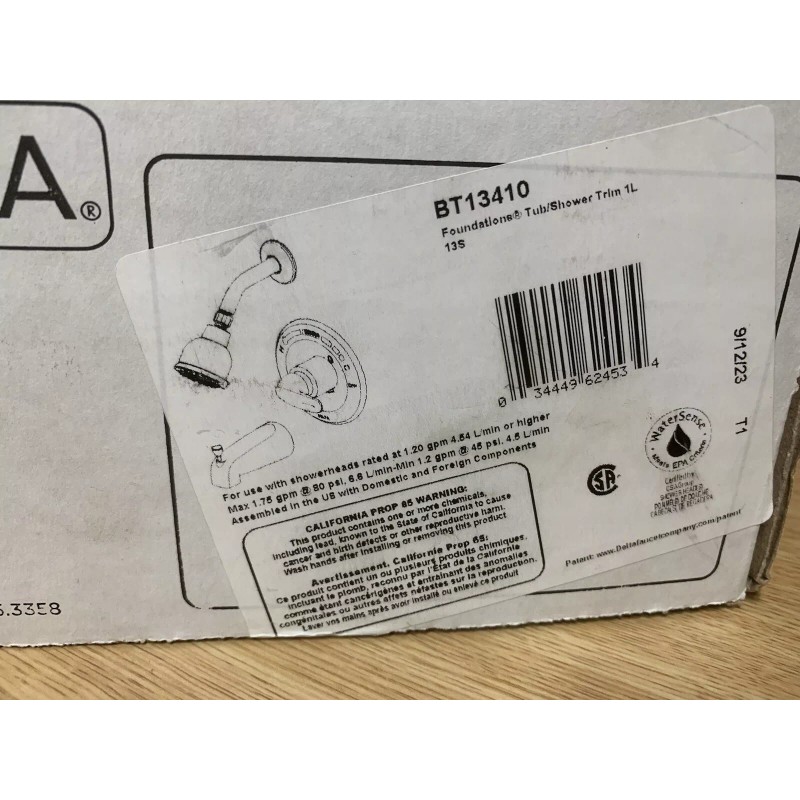 A®
BT13410
Foundations® Tub/Shower Trim 1L
13S
0 34449 62453 4
9/12/23 T1
For use with showerheads rated at 1.20 gpm 4.54 L/min or higher
Max 1.75 gpm @ 80 psi, 6.6 L/min-Min 1.2 gpm @ 45 psi, 4.5 L/min
Assembled in the US with Domestic and Foreign Components
CALIFORNIA PROP 65 WARNING:
This product contains one or more chemicals,
including lead, known to the State of California to cause
cancer and birth defects or other reproductive harm.
Wash hands after installing or removing this product
Avertissement. Californie Prop 65:
Ce produit contient un ou plusieurs produits chimiques,
incluant le plomb, reconnu par l'État de la Californie
comme étant cancérigènes et entrainant des anomalies
congénitales ou autres effets néfastes sur la reproduction.
Laver vos mains après avoir installé ou enlevé ce produit
WaterSense
Meets EPA Criteria
Certified by
Patent: www.Deltafaucetcompany.com/patent
.33E8